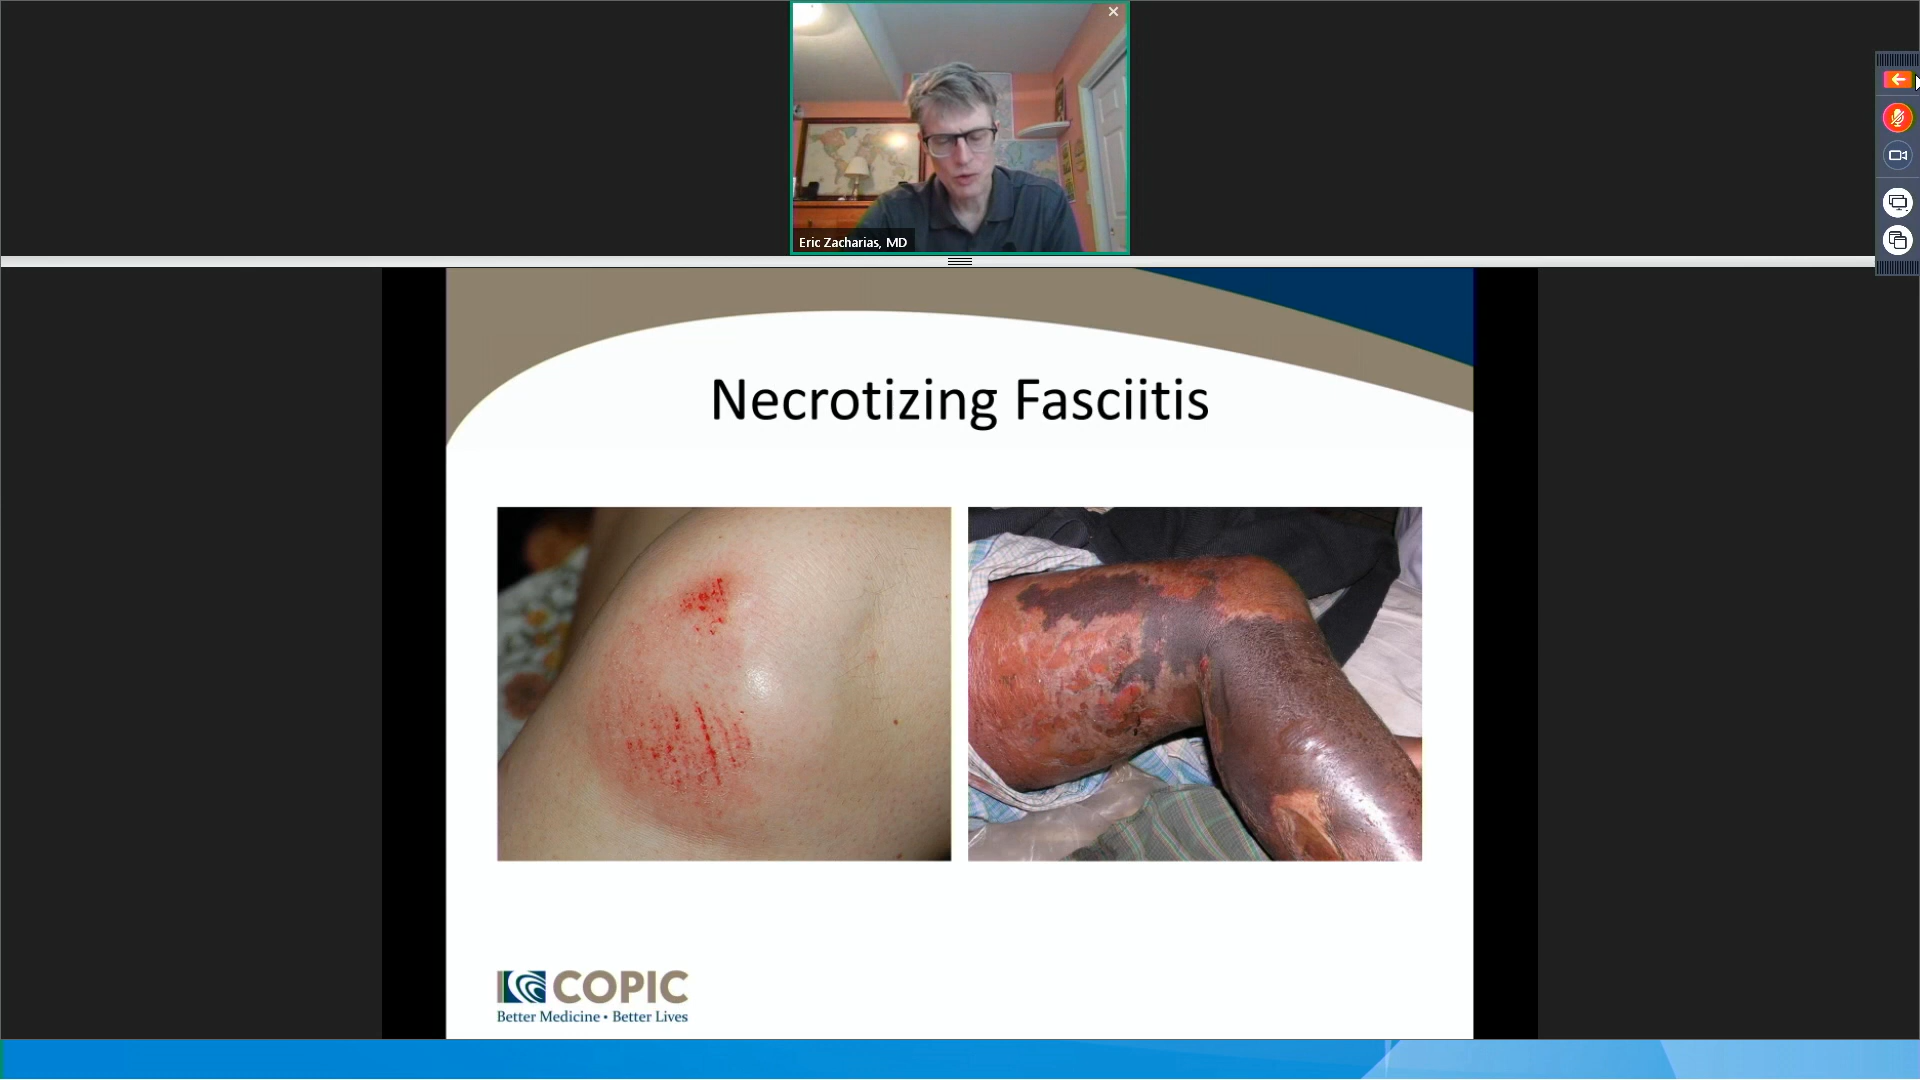 Eric Zacharias, MD
Necrotizing Fasciitis
COPIC
Better Medicine • Better Lives